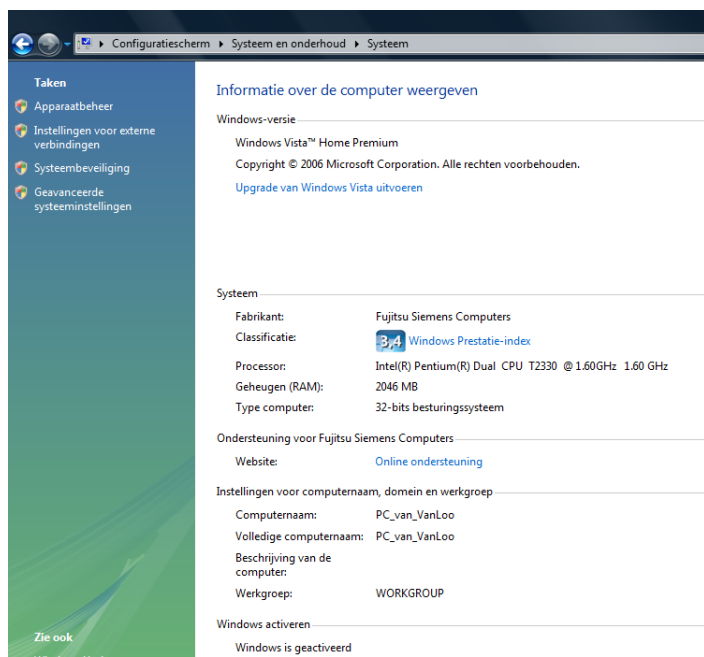 Configuratiescherm ▸ Systeem en onderhoud ▸ Systeem
Taken
Apparaatbeheer
Instellingen voor externe
verbindingen
Systeembeveiliging
Geavanceerde
systeeminstellingen
Zie ook
Informatie over de computer weergeven
Windows-versie
Windows Vista™ Home Premium
Copyright © 2006 Microsoft Corporation. Alle rechten voorbehouden.
Upgrade van Windows Vista uitvoeren
Systeem
Fabrikant: Fujitsu Siemens Computers
Classificatie: 3,4 Windows Prestatie-index
Processor: Intel(R) Pentium(R) Dual CPU T2330 @ 1.60GHz 1.60 GHz
Geheugen (RAM): 2046 MB
Type computer: 32-bits besturingssysteem
Ondersteuning voor Fujitsu Siemens Computers
Website: Online ondersteuning
Instellingen voor computernaam, domein en werkgroep
Computernaam: PC_van_VanLoo
Volledige computernaam: PC_van_VanLoo
Beschrijving van de
computer:
Werkgroep: WORKGROUP
Windows activeren
Windows is geactiveerd